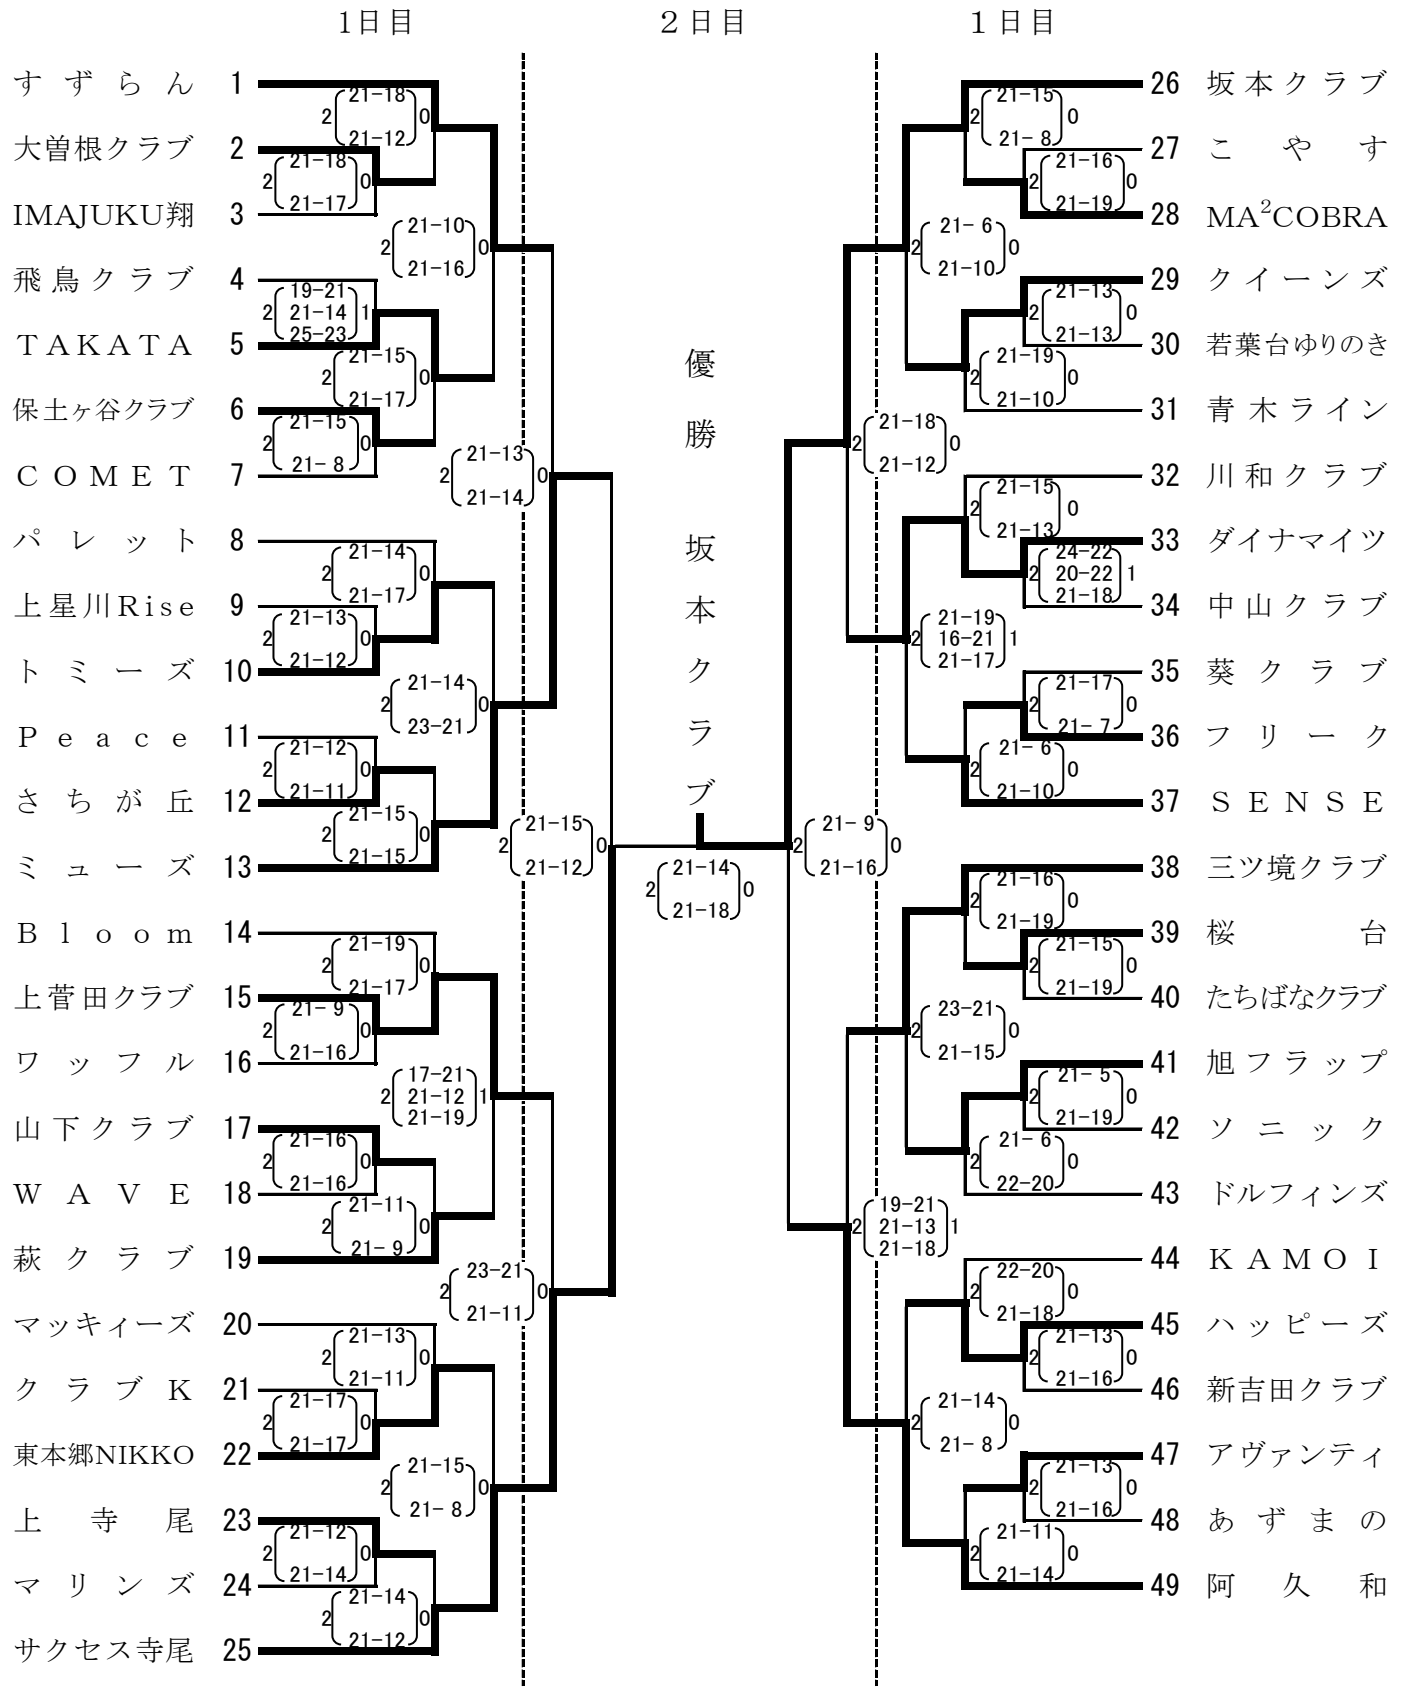 1日目
２日目
１日目
すずらん 1
大曽根クラブ 2
IMAJUKU翔 3
飛鳥クラブ 4
TAKATA 5
保土ヶ谷クラブ 6
COMET 7
パレット 8
上星川Rise 9
トミーズ 10
Peace 11
さちが丘 12
ミューズ 13
Bloom 14
上菅田クラブ 15
ワッフル 16
山下クラブ 17
WAVE 18
萩クラブ 19
マッキィーズ 20
クラブK 21
東本郷NIKKO 22
上寺尾 23
マリンズ 24
サクセス寺尾 25
2 21-18 21-12 0
2 21-18 21-17 0
2 19-21 21-14 25-23 1
2 21-15 21-17 0
2 21-15 21- 8 0
2 21-10 21-16 0
2 21-14 21-17 0
2 21-13 21-12 0
2 21-12 21-11 0
2 21-15 21-15 0
2 21-14 23-21 0
2 21-13 21-14 0
2 21-19 21-17 0
2 21- 9 21-16 0
2 21-16 21-16 0
2 21-11 21- 9 0
2 17-21 21-12 21-19 1
2 21-13 21-11 0
2 21-17 21-17 0
2 21-12 21-14 0
2 21-14 21-12 0
2 21-15 21- 8 0
2 23-21 21-11 0
2 21-15 21-12 0
優勝 坂本クラブ
2 21-14 21-18 0
2 21- 9 21-16 0
2 21-15 21- 8 0
2 21-16 21-19 0
2 21- 6 21-10 0
2 21-13 21-13 0
2 21-19 21-10 0
2 21-18 21-12 0
2 21-15 21-13 0
2 24-22 20-22 21-18 1
2 21-19 16-21 21-17 1
2 21-17 21- 7 0
2 21- 6 21-10 0
2 21-16 21-19 0
2 21-15 21-19 0
2 23-21 21-15 0
2 21- 5 21-19 0
2 21- 6 22-20 0
2 19-21 21-13 21-18 1
2 22-20 21-18 0
2 21-13 21-16 0
2 21-14 21- 8 0
2 21-13 21-16 0
2 21-11 21-14 0
26 坂本クラブ
27 こやす
28 MA²COBRA
29 クイーンズ
30 若葉台ゆりのき
31 青木ライン
32 川和クラブ
33 ダイナマイツ
34 中山クラブ
35 葵クラブ
36 フリーク
37 SENSE
38 三ツ境クラブ
39 桜台
40 たちばなクラブ
41 旭フラップ
42 ソニック
43 ドルフィンズ
44 KAMOI
45 ハッピーズ
46 新吉田クラブ
47 アヴァンティ
48 あずまの
49 阿久和